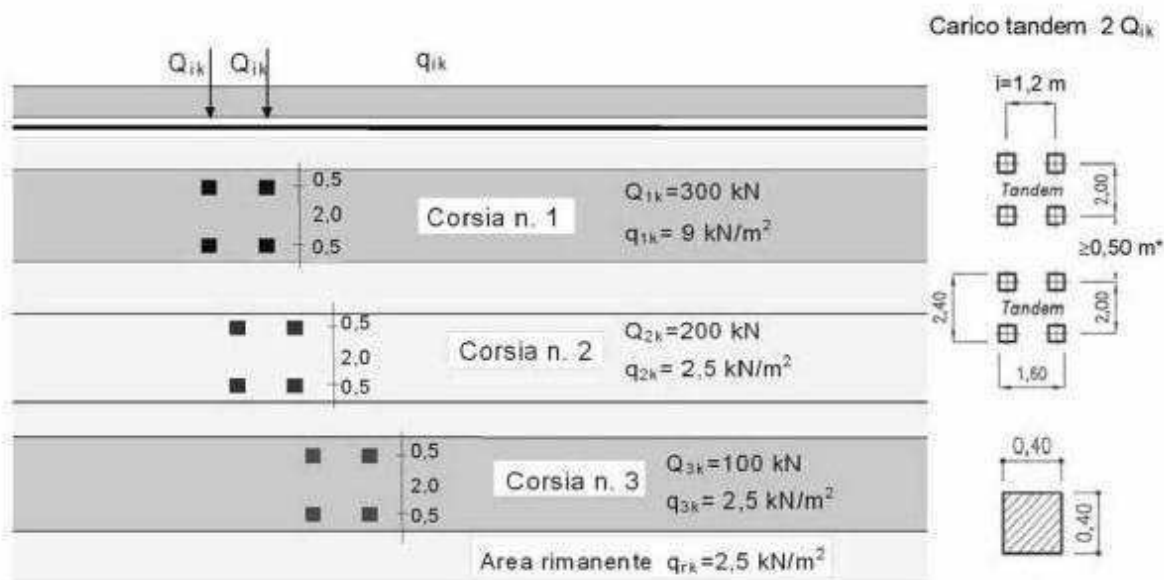 Carico tandem 2 Qik
Qik Qik qik
i=1,2 m
0.5
2.0
0.5
Corsia n. 1
Q1k=300 kN
q1k= 9 kN/m²
Tandem
2,00
≥0,50 m*
0.5
2.0
0.5
Corsia n. 2
Q2k=200 kN
q2k= 2,5 kN/m²
2,40
Tandem
2,00
1,60
0.5
2.0
0.5
Corsia n. 3
Q3k=100 kN
q3k= 2,5 kN/m²
0,40
0,40
Area rimanente qrk=2,5 kN/m²